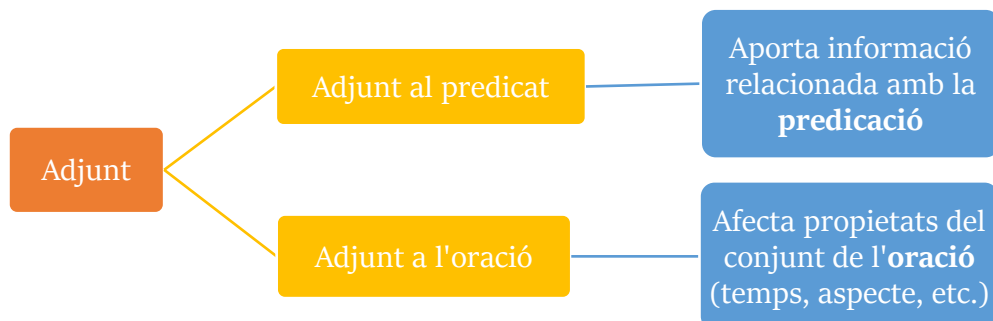 Adjunt
Adjunt al predicat
Aporta informació
relacionada amb la
predicació
Adjunt a l'oració
Afecta propietats del
conjunt de l'oració
(temps, aspecte, etc.)